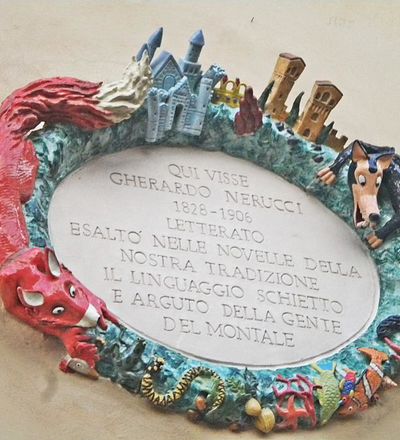 QUI VISSE
GHERARDO NERUCCI
1828-1906
LETTERATO
ESALTÒ NELLE NOVELLE DELLA
NOSTRA TRADIZIONE
IL LINGUAGGIO SCHIETTO
E ARGUTO DELLA GENTE
DEL MONTALE